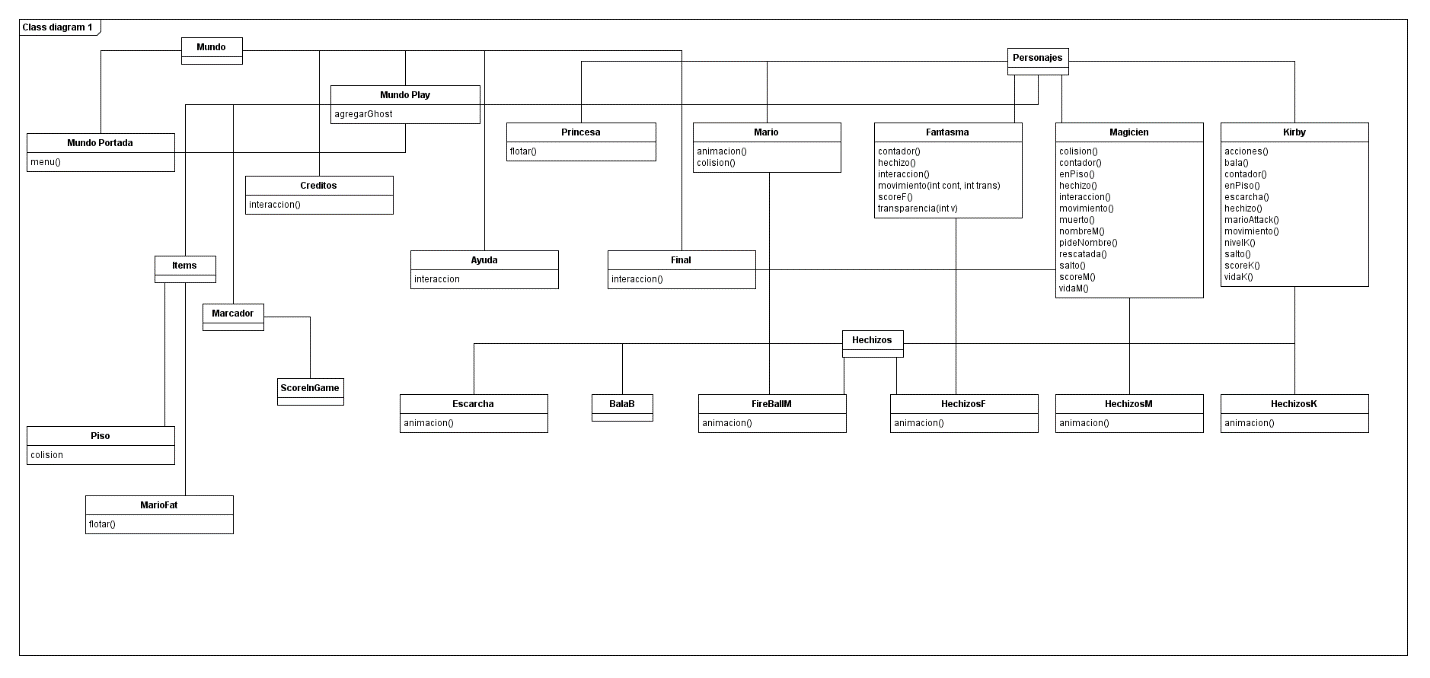 Class diagram 1
Mundo
Personajes
Mundo Play
agregarGhost
Mundo Portada
menu()
Princesa
flotar()
Mario
animacion()
colision()
Fantasma
contador()
hechizo()
interaccion()
movimiento(int cont, int trans)
scoreF()
transparencia(int v)
Magicien
colision()
contador()
enPiso()
hechizo()
interaccion()
movimiento()
muerto()
nombreM()
pideNombre()
rescatada()
salto()
scoreM()
vidaM()
Kirby
acciones()
bala()
contador()
enPiso()
escarcha()
hechizo()
marioAttack()
movimiento()
nivelK()
salto()
scoreK()
vidaK()
Creditos
interaccion()
Items
Ayuda
interaccion
Final
interaccion()
Marcador
Hechizos
ScoreInGame
Escarcha
animacion()
BalaB
FireBallM
animacion()
HechizosF
animacion()
HechizosM
animacion()
HechizosK
animacion()
Piso
colision
MarioFat
flotar()